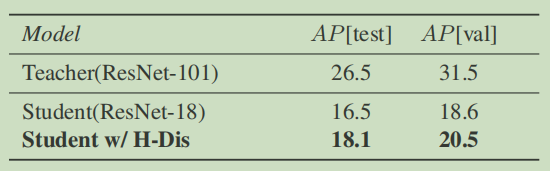 Model AP[test] AP[val]
Teacher(ResNet-101) 26.5 31.5
Student(ResNet-18) 16.5 18.6
Student w/ H-Dis 18.1 20.5